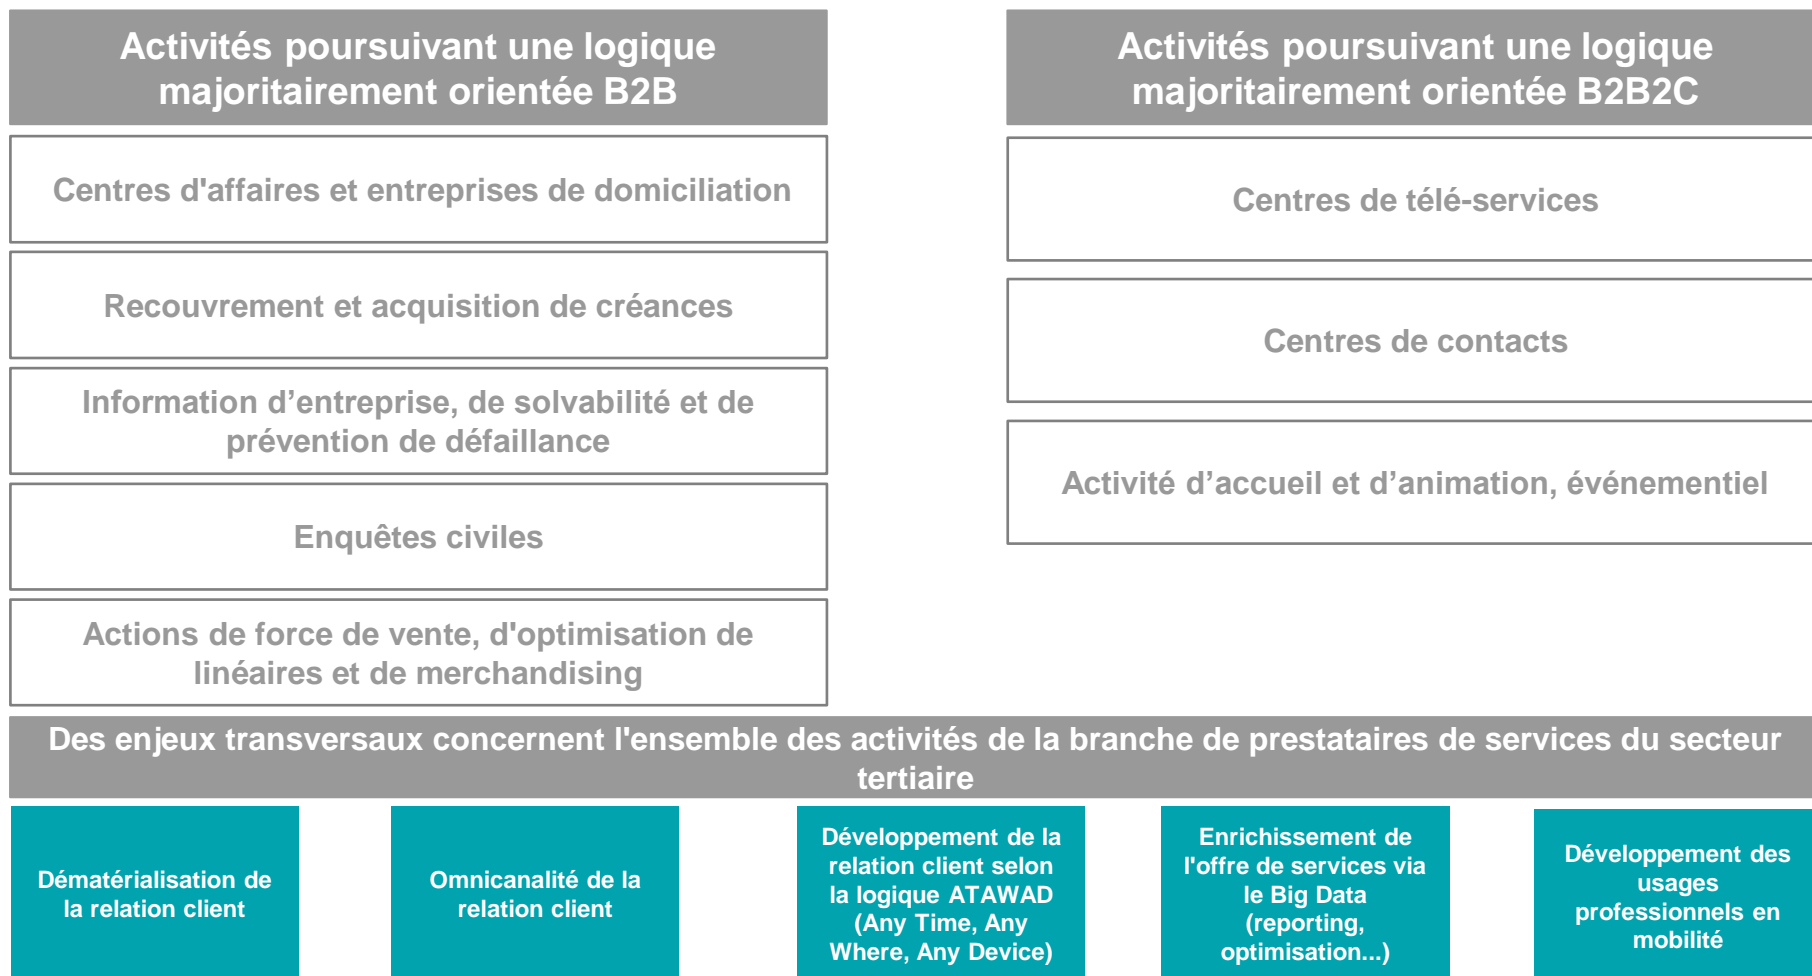 Activités poursuivant une logique
majoritairement orientée B2B
Centres d'affaires et entreprises de domiciliation
Recouvrement et acquisition de créances
Information d’entreprise, de solvabilité et de
prévention de défaillance
Enquêtes civiles
Actions de force de vente, d'optimisation de
linéaires et de merchandising
Activités poursuivant une logique
majoritairement orientée B2B2C
Centres de télé-services
Centres de contacts
Activité d’accueil et d’animation, événementiel
Des enjeux transversaux concernent l'ensemble des activités de la branche de prestataires de services du secteur
tertiaire
Dématérialisation de
la relation client
Omnicanalité de la
relation client
Développement de la
relation client selon
la logique ATAWAD
(Any Time, Any
Where, Any Device)
Enrichissement de
l'offre de services via
le Big Data
(reporting,
optimisation...)
Développement des
usages
professionnels en
mobilité